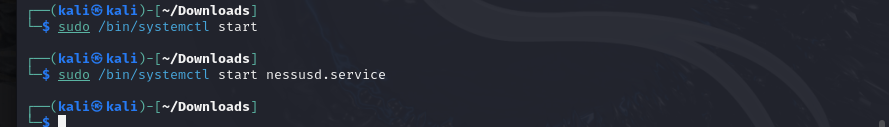 ┌──(kali㉿kali)-[~/Downloads]
└─$ sudo /bin/systemctl start
┌──(kali㉿kali)-[~/Downloads]
└─$ sudo /bin/systemctl start nessusd.service
┌──(kali㉿kali)-[~/Downloads]
└─$